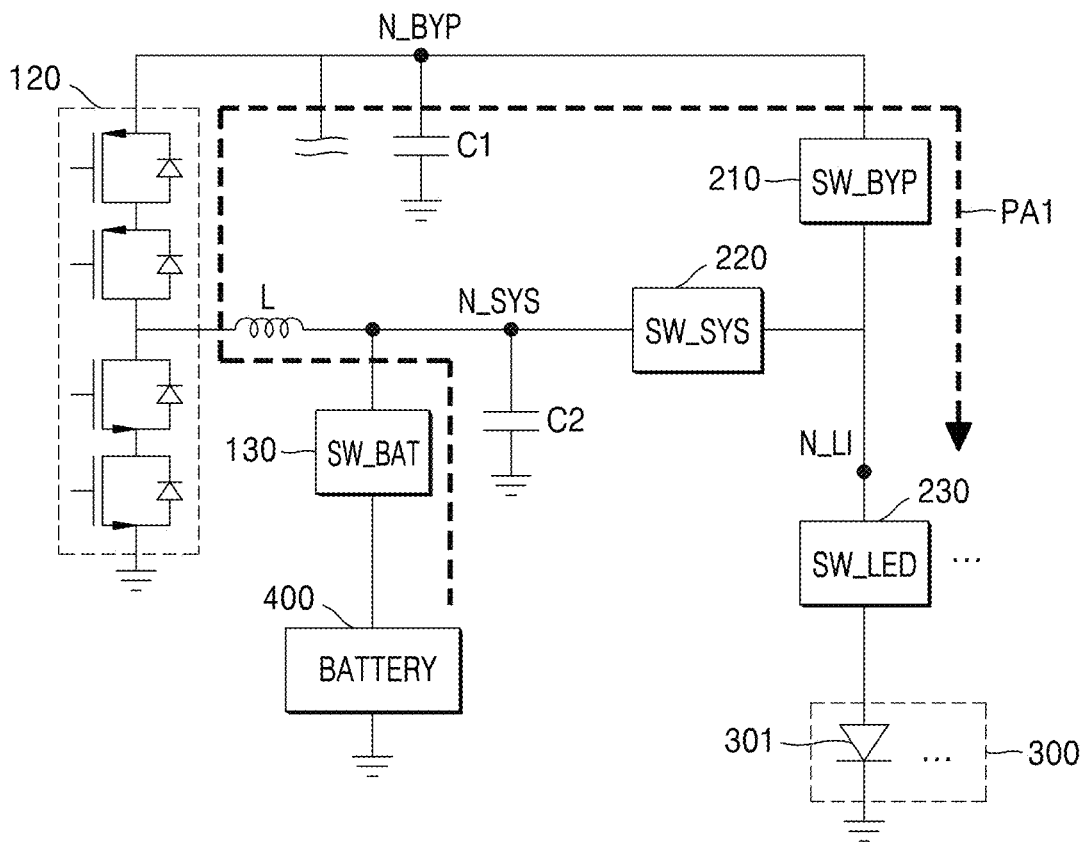 N_BYP
120
C1
210
SW_BYP
PA1
220
L
N_SYS
SW_SYS
C2
130
SW_BAT
N_LI
230
SW_LED
...
400
BATTERY
301
...
300